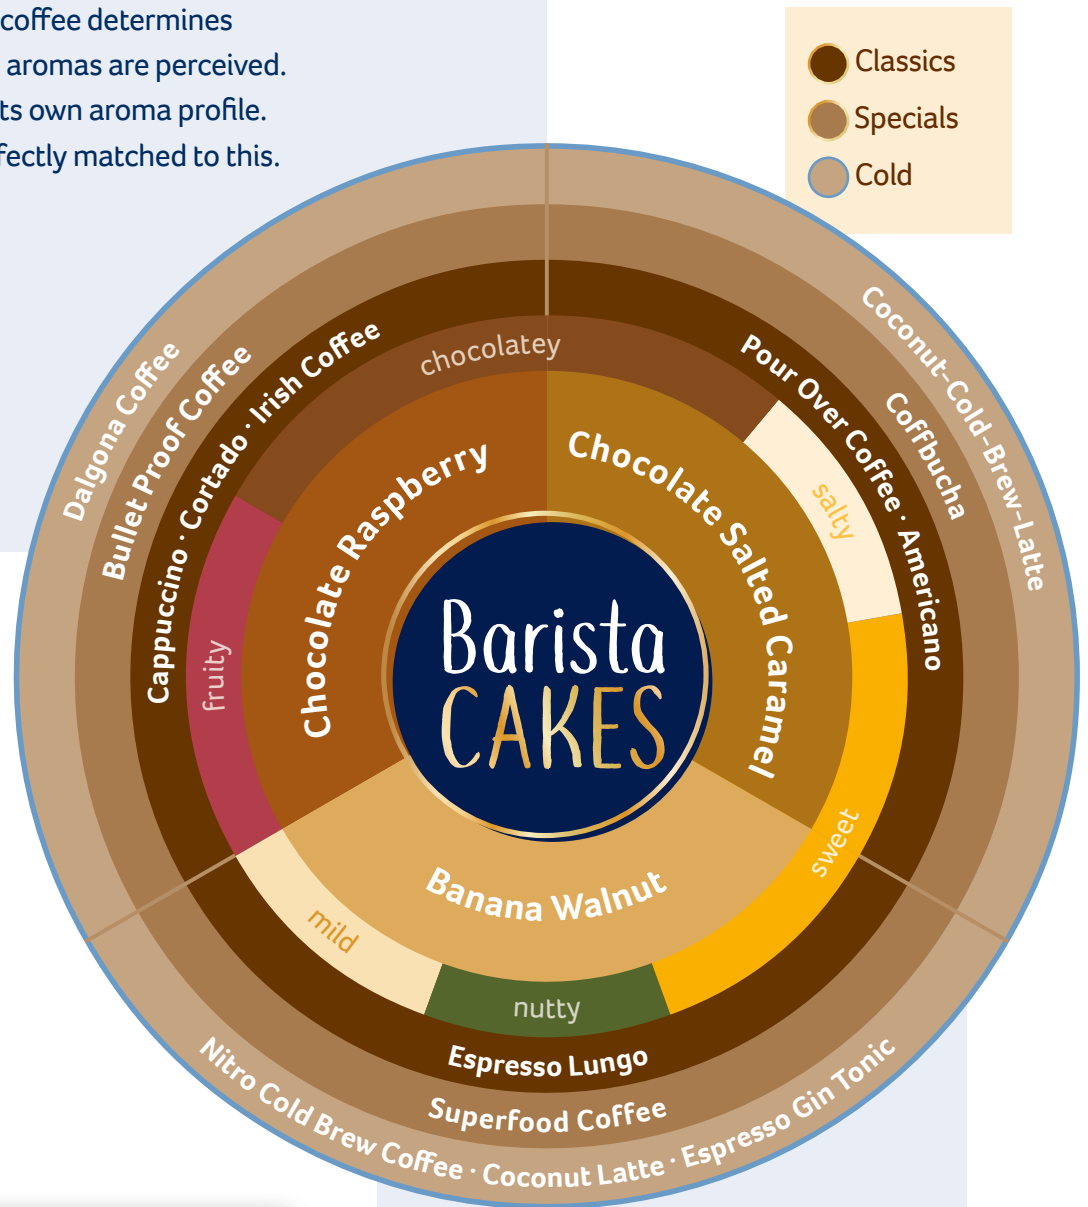 coffee determines
aromas are perceived.
ts own aroma profile.
fectly matched to this.
Classics
Specials
Cold
Dalgona Coffee
Bullet Proof Coffee
Cappuccino · Cortado · Irish Coffee
chocolatey
fruity
Chocolate Raspberry
Coconut-Cold-Brew-Latte
Coffbucha
Pour Over Coffee · Americano
salty
sweet
Chocolate Salted Caramel
Barista
CAKES
Banana Walnut
mild
nutty
Espresso Lungo
Superfood Coffee
Nitro Cold Brew Coffee · Coconut Latte · Espresso Gin Tonic